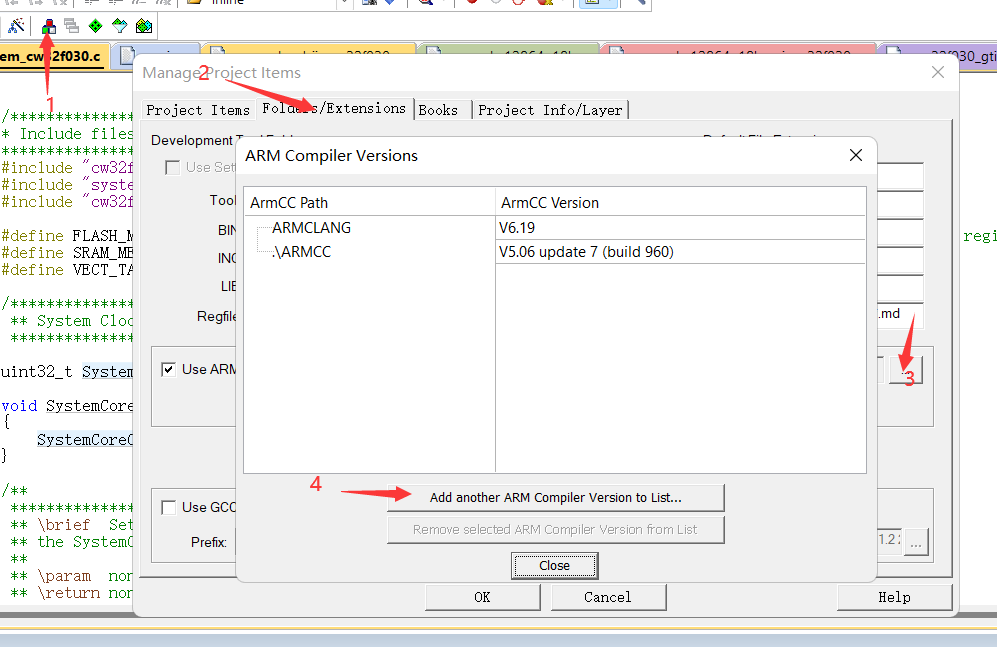 inline
em_cw32f030.c
22f030_gti
1
2
Manage Project Items
Project Items
Folders/Extensions
Books
Project Info/Layer
Development
Use Set
Tool
BIN
INC
LIE
Regfile
.md
3
Use ARM
Use GCC
Prefix:
1.2
...
ARM Compiler Versions
ArmCC Path
ArmCC Version
ARMCLANG
V6.19
.\ARMCC
V5.06 update 7 (build 960)
4
Add another ARM Compiler Version to List...
Remove selected ARM Compiler Version from List
Close
OK
Cancel
Help
/***************
* Include files
****************
#include "cw32f
#include "syste
#include "cw32f
#define FLASH_M
regi
#define SRAM_ME
#define VECT_TA
/***************
** System Cloc
***************
uint32_t System
void SystemCore
{
SystemCoreC
}
/**
***************
** \brief Set
** the SystemC
**
** \param non
** \return non